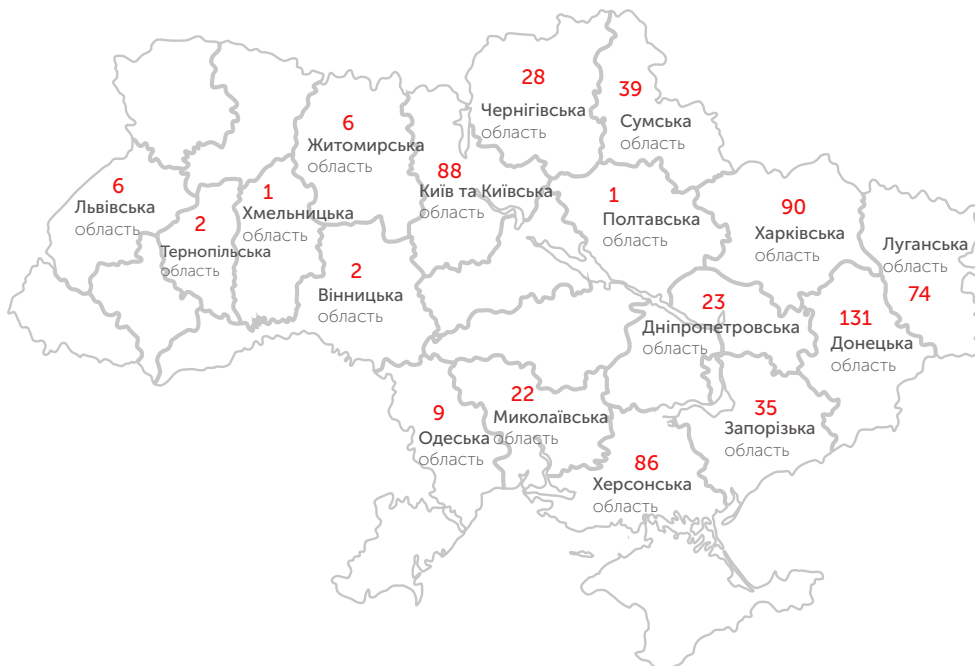 28
Чернігівська
область
39
Сумська
область
6
Житомирська
область
88
Київ та Київська
область
6
Львівська
область
2
Тернопільська
область
1
Хмельницька
область
1
Полтавська
область
90
Харківська
область
Луганська
область
74
2
Вінницька
область
23
Дніпропетровська
область
131
Донецька
область
9
Одеська
область
22
Миколаївська
область
35
Запорізька
область
86
Херсонська
область